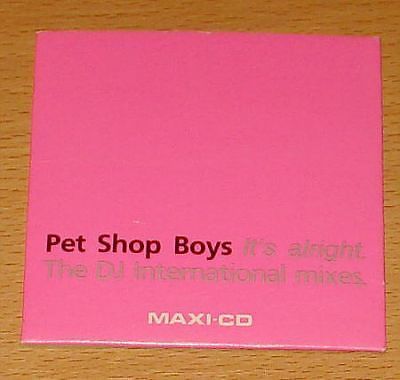 Pet Shop Boys It's alright.
The DJ international mixes.
MAXI-CD